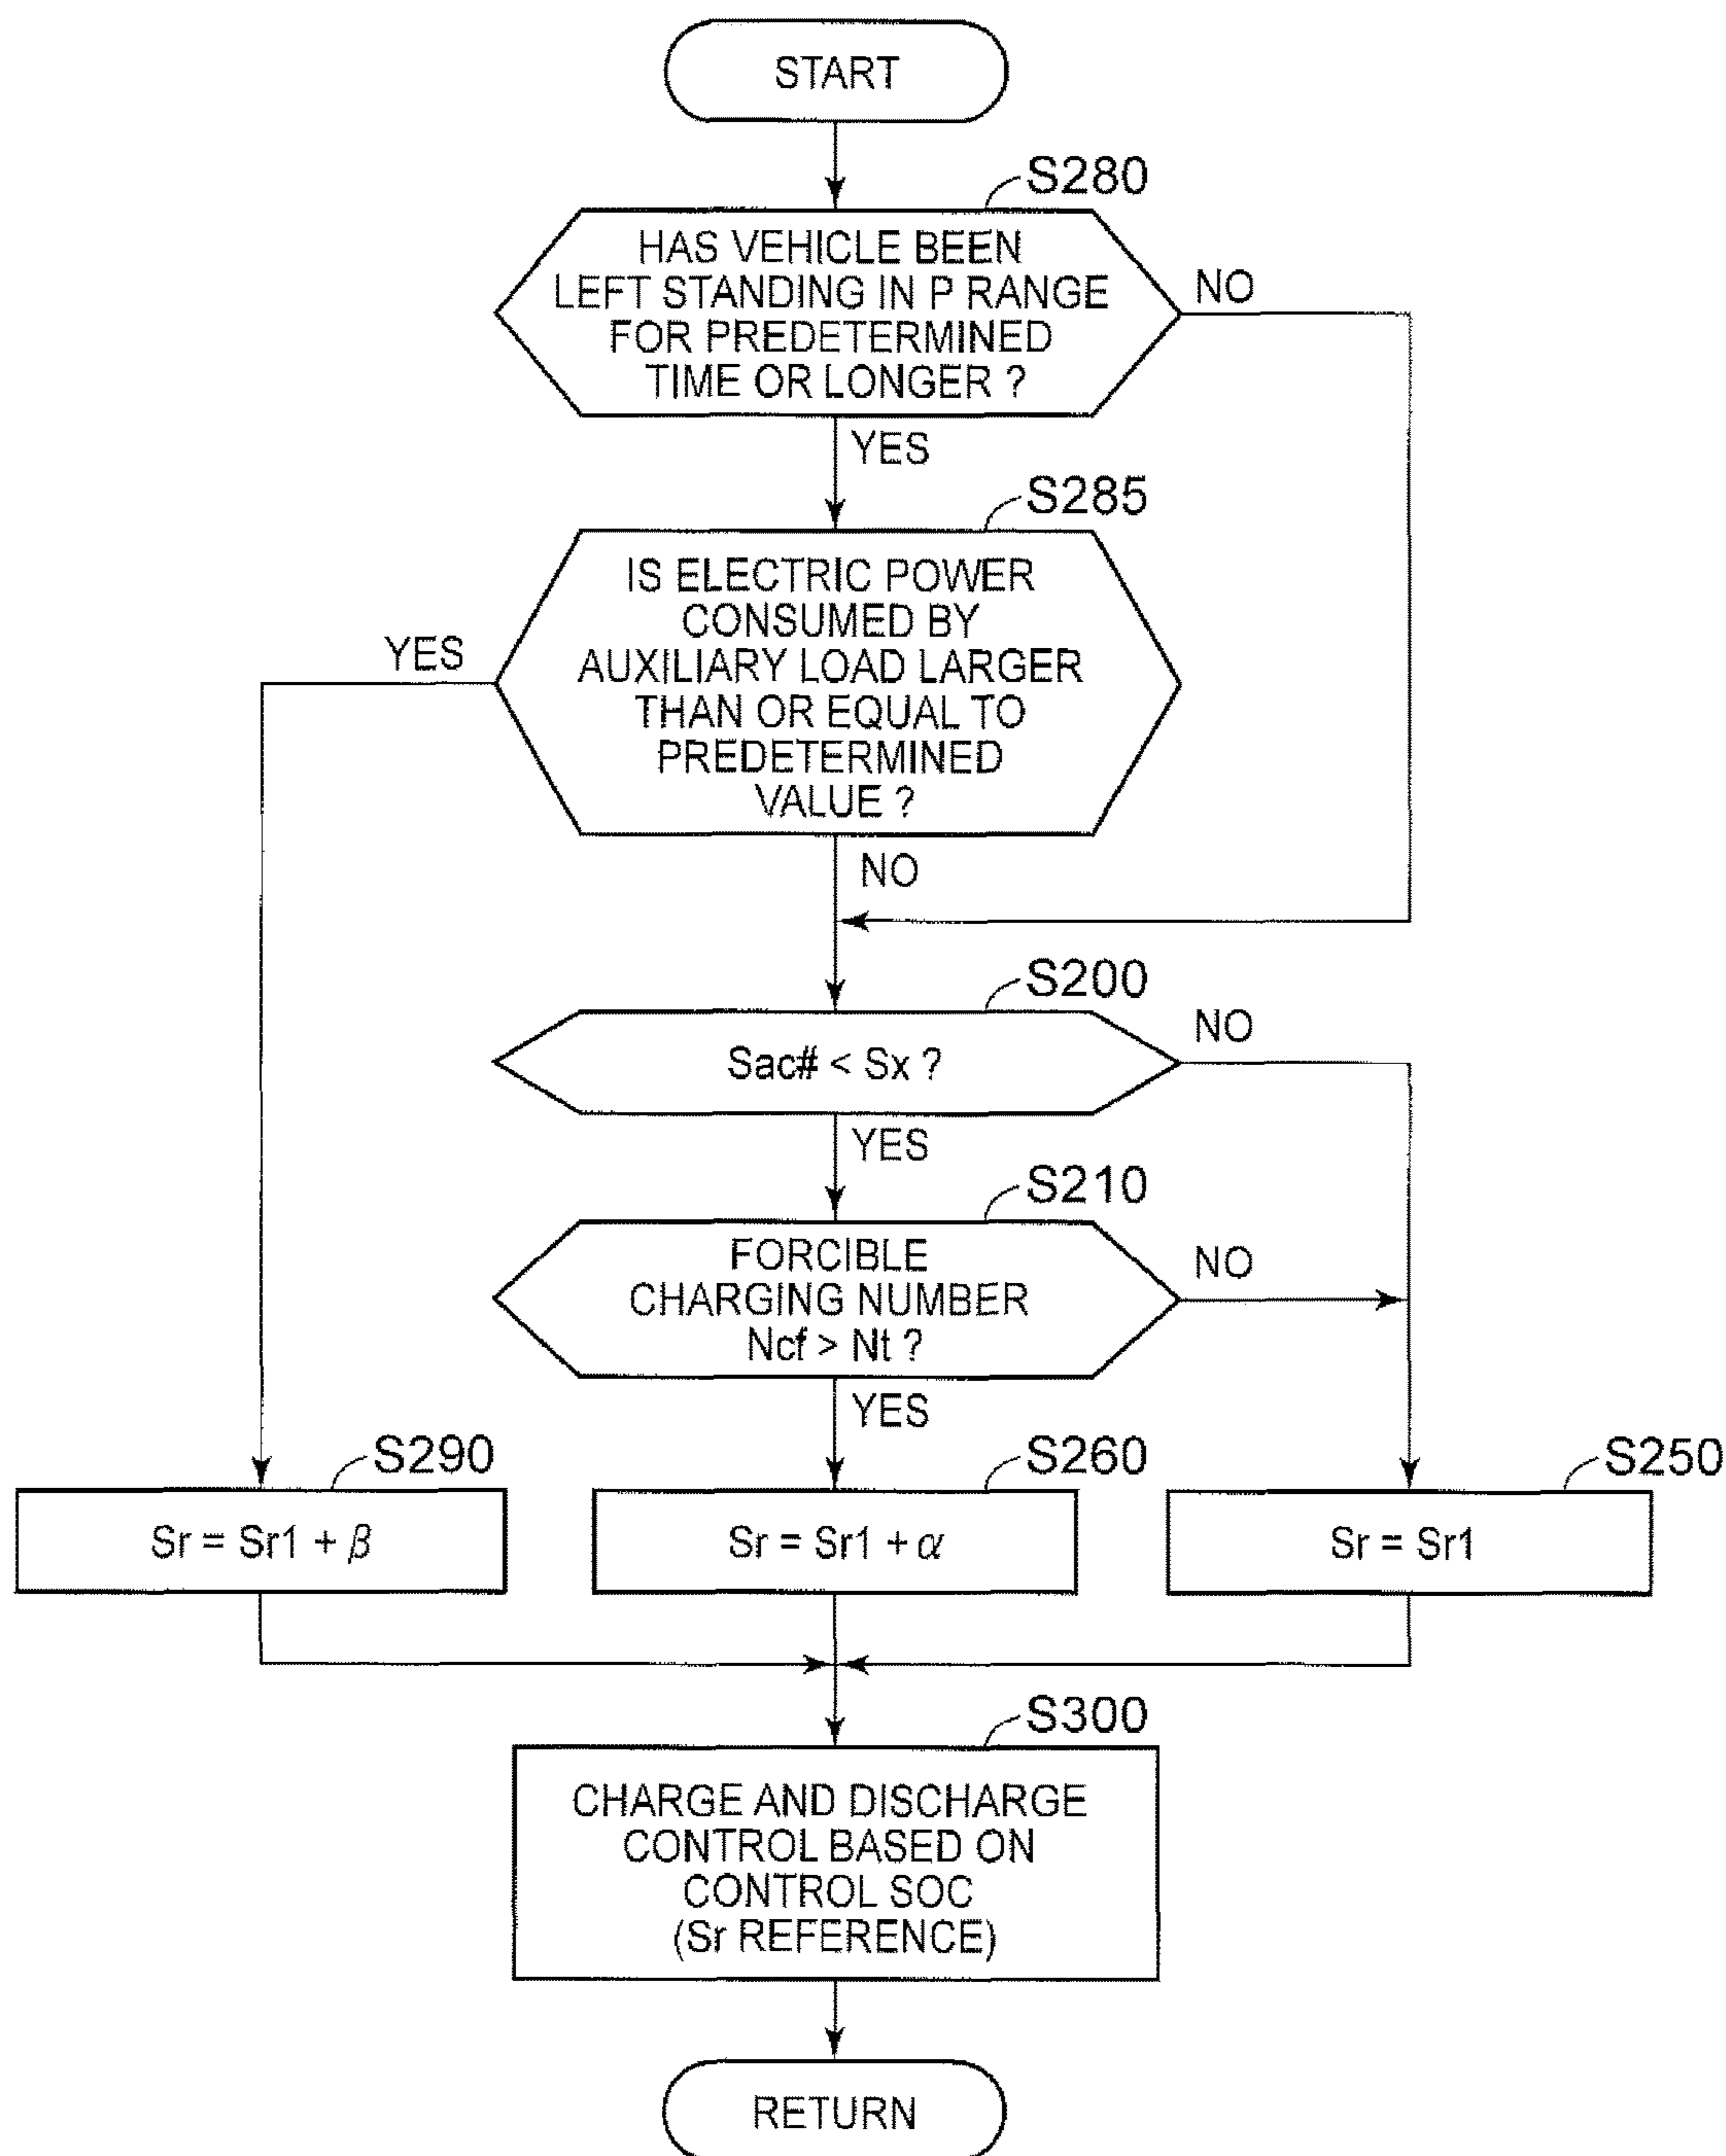 START
S280
HAS VEHICLE BEEN
LEFT STANDING IN P RANGE
FOR PREDETERMINED
TIME OR LONGER ?
NO
YES
S285
IS ELECTRIC POWER
CONSUMED BY
AUXILIARY LOAD LARGER
THAN OR EQUAL TO
PREDETERMINED
VALUE ?
YES
NO
S200
Sac# < Sx ?
NO
YES
S210
FORCIBLE
CHARGING NUMBER
Ncf > Nt ?
NO
YES
S290
Sr = Sr1 + β
S260
Sr = Sr1 + α
S250
Sr = Sr1
S300
CHARGE AND DISCHARGE
CONTROL BASED ON
CONTROL SOC
(Sr REFERENCE)
RETURN